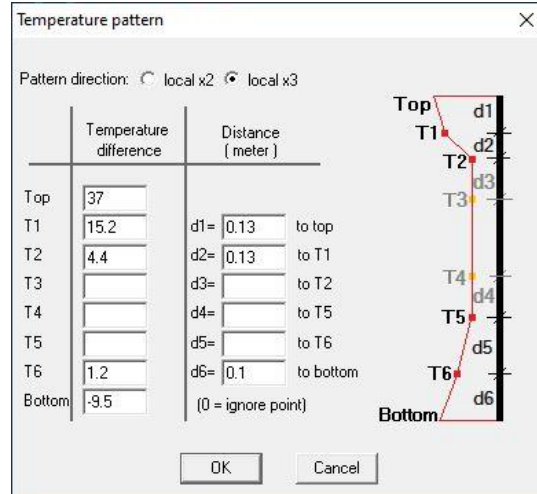 Temperature pattern
Pattern direction: local x2 local x3
Temperature difference
Distance ( meter )
Top 37
T1 15.2 d1= 0.13 to top
T2 4.4 d2= 0.13 to T1
T3 d3= to T2
T4 d4= to T5
T5 d5= to T6
T6 1.2 d6= 0.1 to bottom
Bottom -9.5 (0 = ignore point)
OK Cancel
Top d1
T1
d2
T2
d3
T3
T4
d4
T5
d5
T6
d6
Bottom